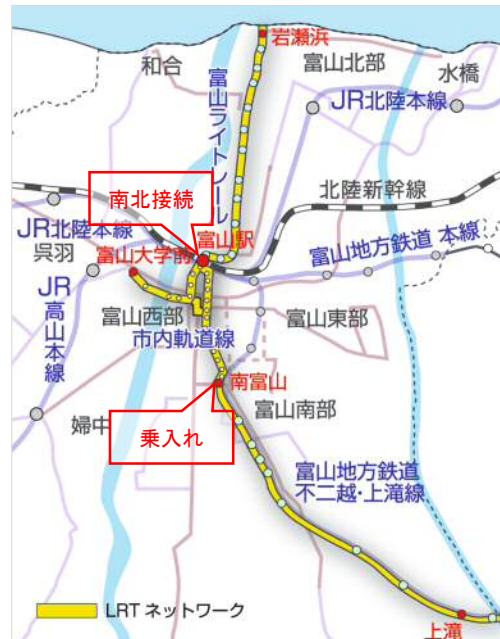 岩瀬浜
和合
富山北部
水橋
富山ライトレール
JR北陸本線
南北接続
北陸新幹線
JR北陸本線
富山駅
呉羽
富山大学前
富山地方鉄道 本線
JR高山本線
富山西部
富山東部
市内軌道線
南富山
婦中
乗入れ
富山南部
富山地方鉄道
不二越・上滝線
LRT ネットワーク
上滝